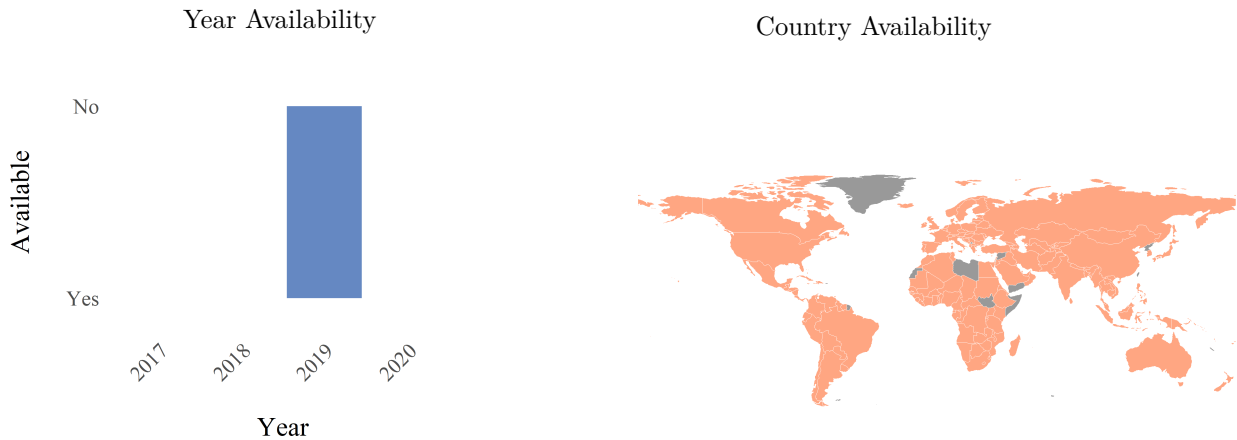 Year Availability
No
Available
Yes
2017
2018
2019
2020
Year
Country Availability